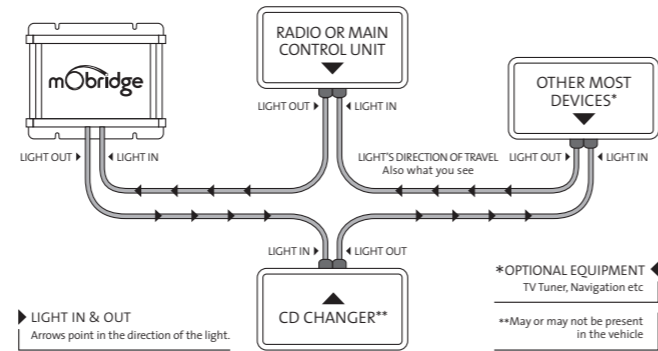 mObridge
RADIO OR MAIN
CONTROL UNIT
OTHER MOST
DEVICES*
LIGHT OUT
LIGHT IN
LIGHT OUT
LIGHT IN
LIGHT'S DIRECTION OF TRAVEL
Also what you see
LIGHT OUT
LIGHT IN
LIGHT IN
LIGHT OUT
CD CHANGER**
*OPTIONAL EQUIPMENT
TV Tuner, Navigation etc
**May or may not be present
in the vehicle
LIGHT IN & OUT
Arrows point in the direction of the light.